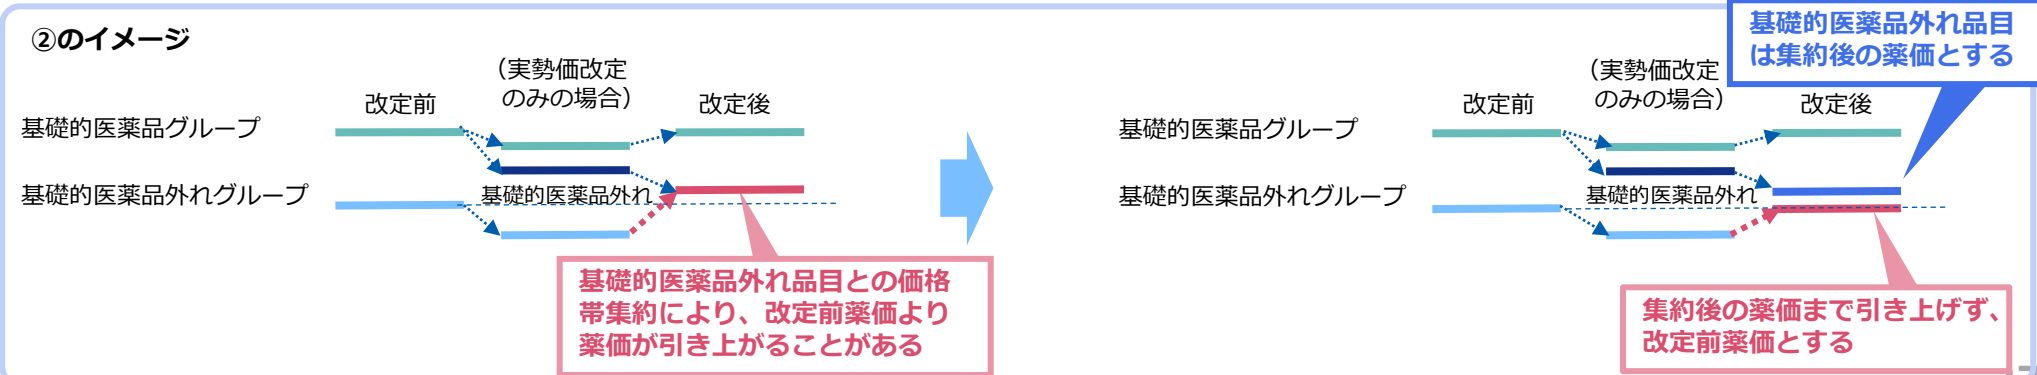 ②のイメージ
基礎的医薬品グループ
基礎的医薬品外れグループ
改定前
（実勢価改定
のみの場合）
改定後
基礎的医薬品外れ
基礎的医薬品外れ品目との価格
帯集約により、改定前薬価より
薬価が引き上がることがある
基礎的医薬品グループ
基礎的医薬品外れグループ
改定前
（実勢価改定
のみの場合）
改定後
基礎的医薬品外れ
基礎的医薬品外れ品目
は集約後の薬価とする
集約後の薬価まで引き上げず、
改定前薬価とする